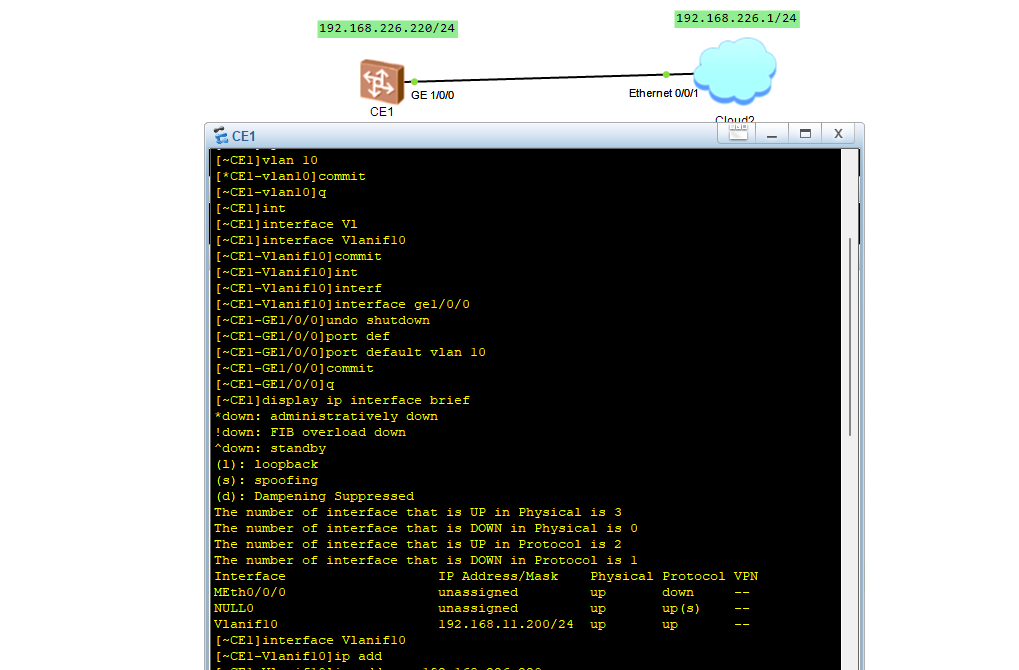 192.168.226.220/24
192.168.226.1/24
GE 1/0/0
Ethernet 0/0/1
CE1
Cloud2
CE1
[~CE1]vlan 10
[*CE1-vlan10]commit
[~CE1-vlan10]q
[~CE1]int
[~CE1]interface Vl
[~CE1]interface Vlanif10
[~CE1-Vlanif10]commit
[~CE1-Vlanif10]int
[~CE1-Vlanif10]interf
[~CE1-Vlanif10]interface ge1/0/0
[~CE1-GE1/0/0]undo shutdown
[~CE1-GE1/0/0]port def
[~CE1-GE1/0/0]port default vlan 10
[~CE1-GE1/0/0]commit
[~CE1-GE1/0/0]q
[~CE1]display ip interface brief
*down: administratively down
!down: FIB overload down
^down: standby
(l): loopback
(s): spoofing
(d): Dampening Suppressed
The number of interface that is UP in Physical is 3
The number of interface that is DOWN in Physical is 0
The number of interface that is UP in Protocol is 2
The number of interface that is DOWN in Protocol is 1
Interface IP Address/Mask Physical Protocol VPN
MEth0/0/0 unassigned up down --
NULL0 unassigned up up(s) --
Vlanif10 192.168.11.200/24 up up --
[~CE1]interface Vlanif10
[~CE1-Vlanif10]ip add